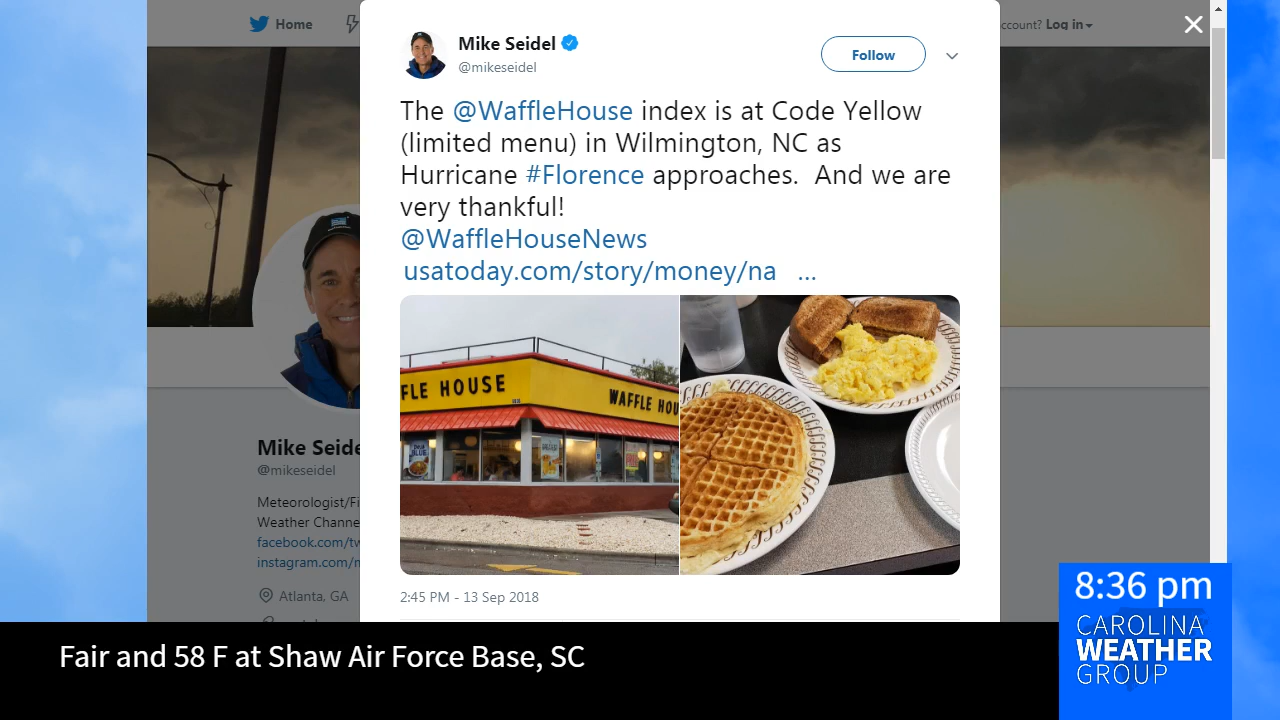 Home
count? Log in
Mike Seidel
@mikeseidel
Follow
The @WaffleHouse index is at Code Yellow
(limited menu) in Wilmington, NC as
Hurricane #Florence approaches. And we are
very thankful!
@WaffleHouseNews
usatoday.com/story/money/na ...
FLE HOUSE
WAFFLE HOU
Mike Seide
@mikeseidel
Meteorologist/Fi
Weather Channe
facebook.com/tw
instagram.com/m
Atlanta, GA
2:45 PM - 13 Sep 2018
8:36 pm
CAROLINA
WEATHER
GROUP
Fair and 58 F at Shaw Air Force Base, SC